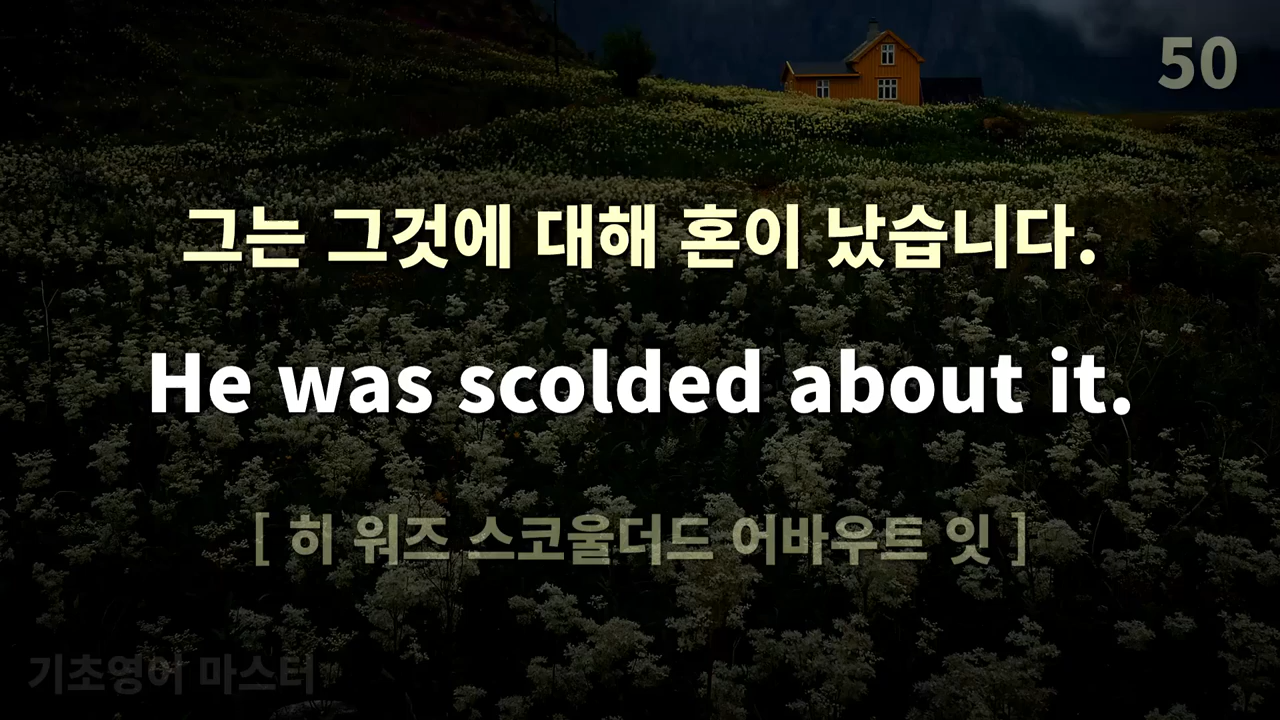 50
그는 그것에 대해 혼이 났습니다.
He was scolded about it.
[ 히 워즈 스코울더드 어바우트 잇 ]
기초영어 마스터